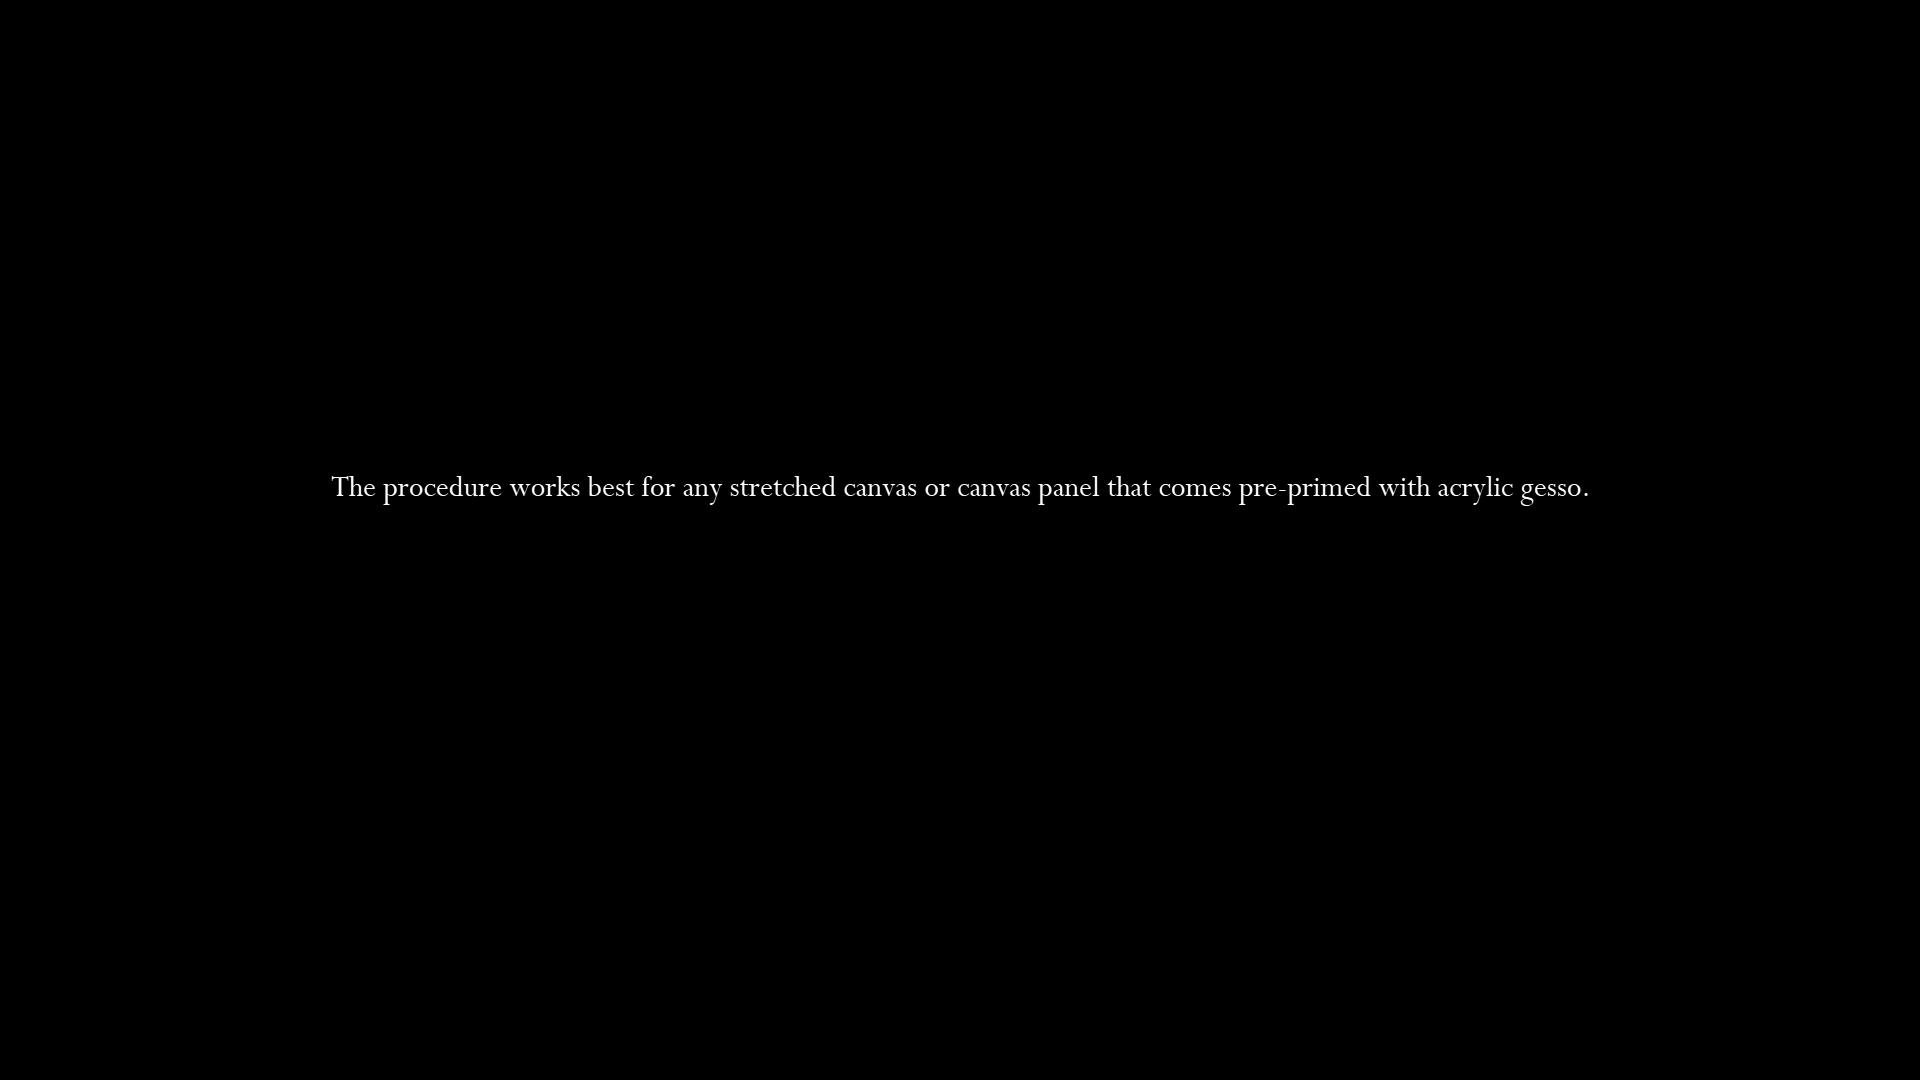 The procedure works best for any stretched canvas or canvas panel that comes pre-primed with acrylic gesso.